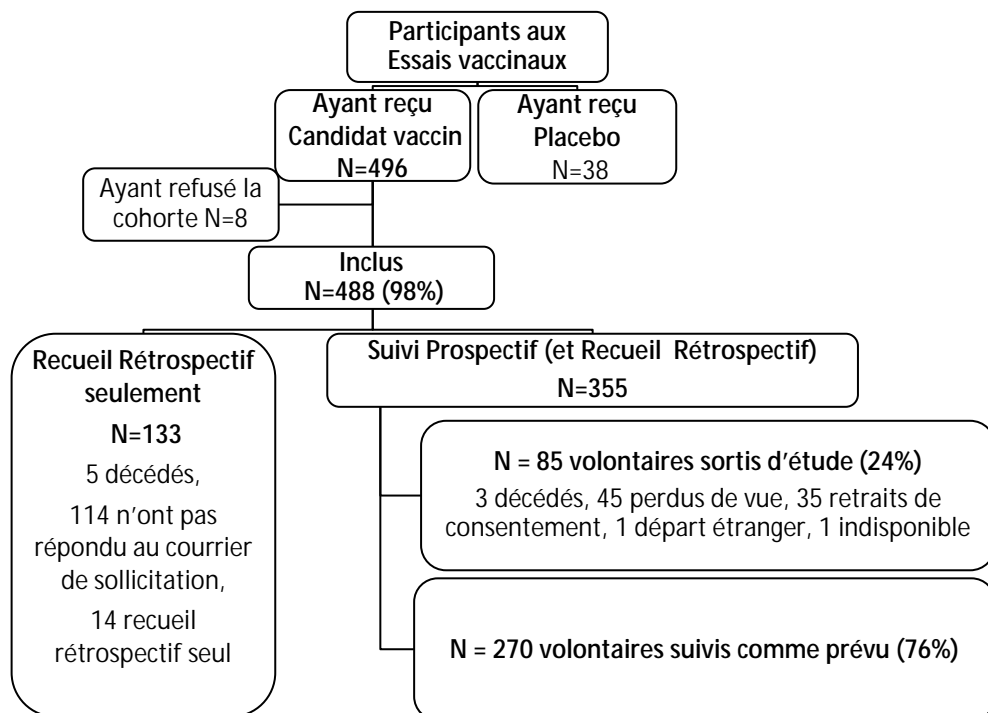 Participants aux
Essais vaccinaux
Ayant reçu
Candidat vaccin
N=496
Ayant reçu
Placebo
N=38
Ayant refusé la
cohorte N=8
Inclus
N=488 (98%)
Recueil Rétrospectif
seulement
N=133
5 décédés,
114 n'ont pas
répondu au courrier
de sollicitation,
14 recueil
rétrospectif seul
Suivi Prospectif (et Recueil Rétrospectif)
N=355
N = 85 volontaires sortis d'étude (24%)
3 décédés, 45 perdus de vue, 35 retraits de
consentement, 1 départ étranger, 1 indisponible
N = 270 volontaires suivis comme prévu (76%)